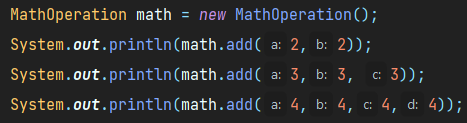 MathOperation math = new MathOperation();
System.out.println(math.add( a: 2, b: 2));
System.out.println(math.add( a: 3, b: 3, c: 3));
System.out.println(math.add( a: 4, b: 4, c: 4, d: 4));